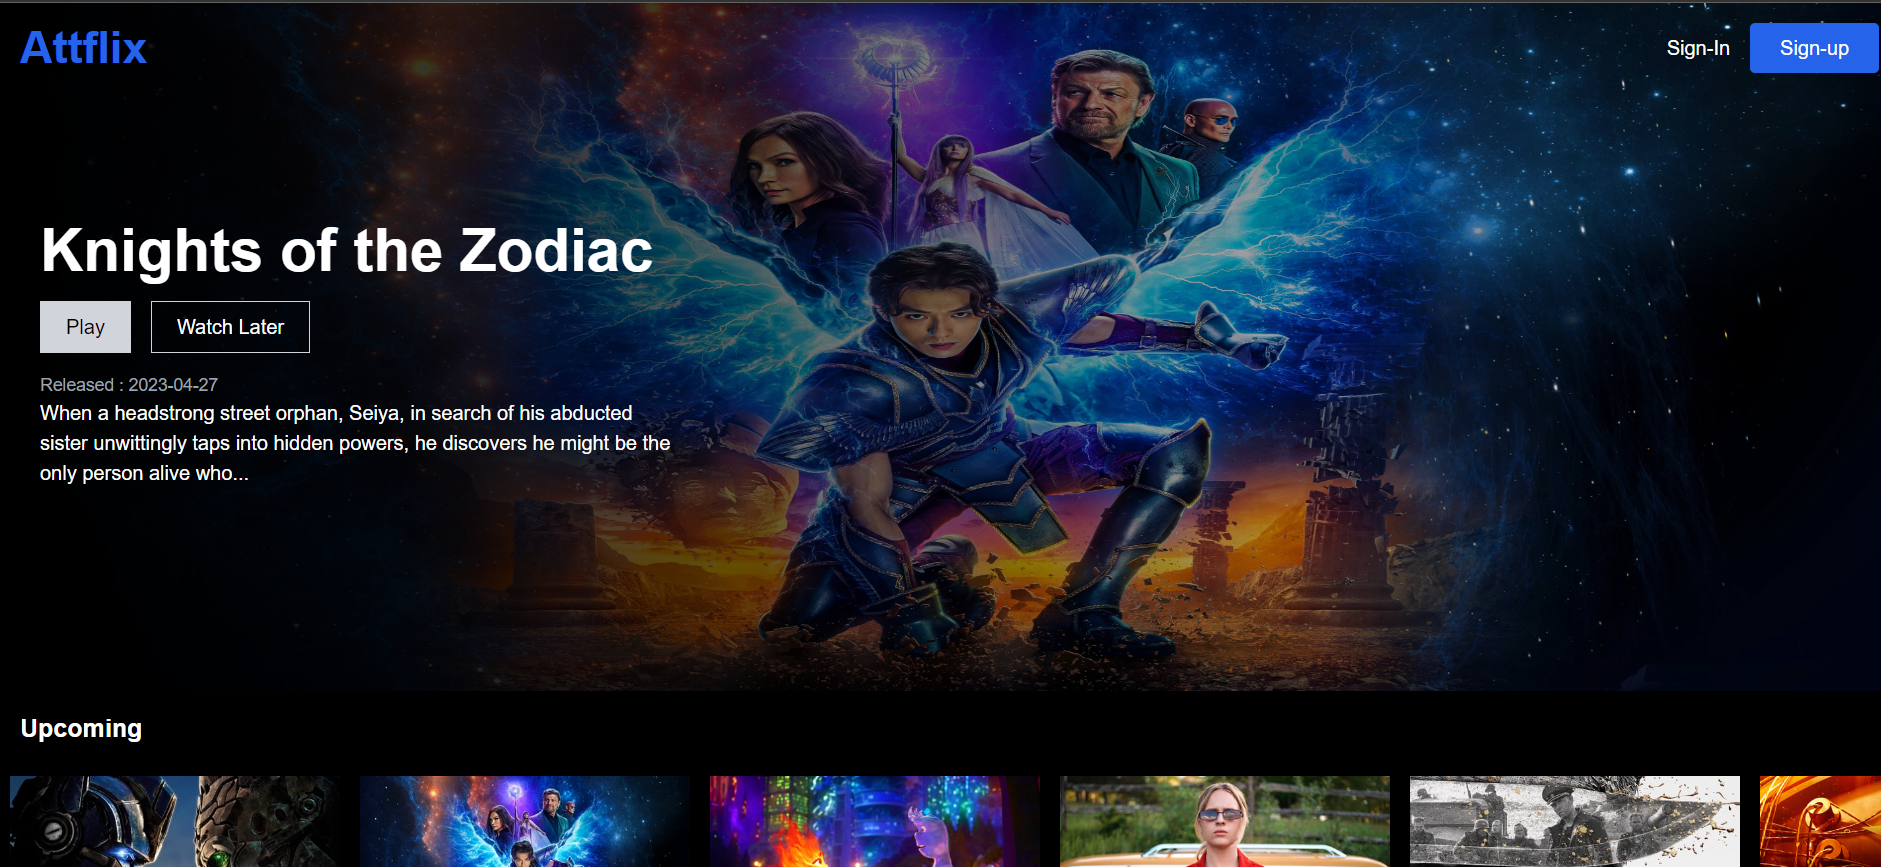 Attflix
Sign-In
Sign-up
Knights of the Zodiac
Play
Watch Later
Released : 2023-04-27
When a headstrong street orphan, Seiya, in search of his abducted
sister unwittingly taps into hidden powers, he discovers he might be the
only person alive who...
Upcoming